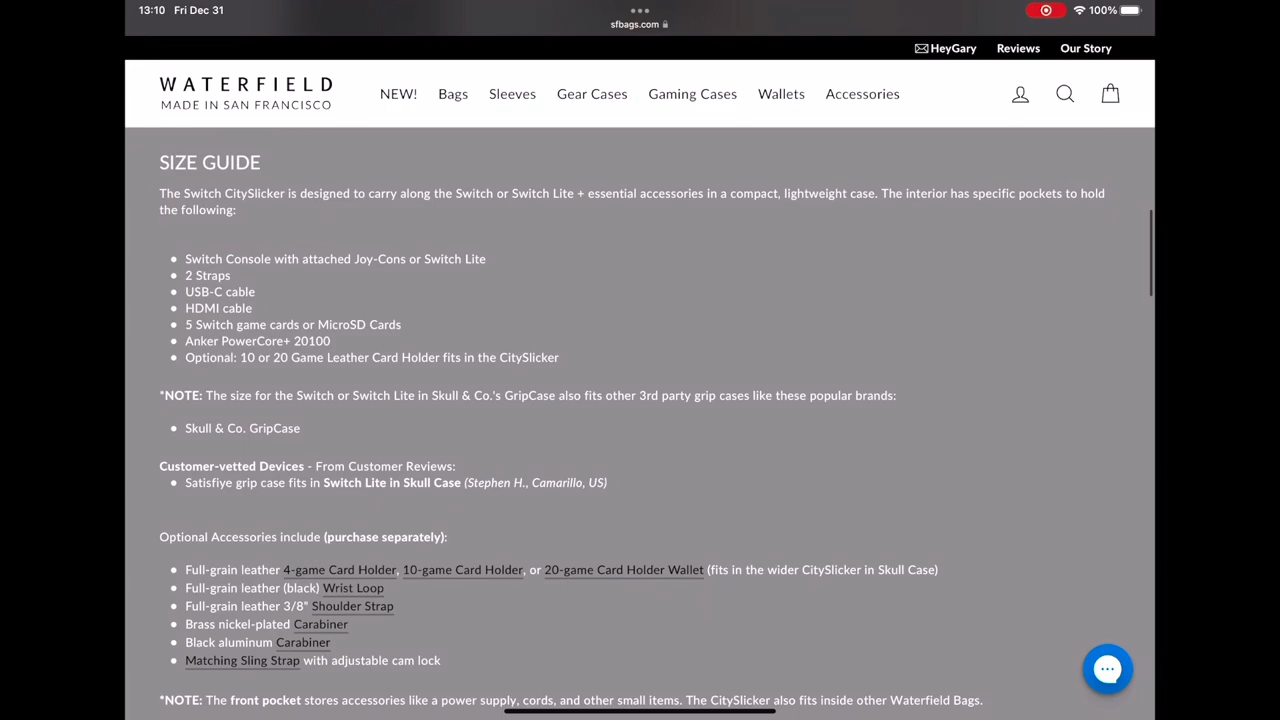 13:10 Fri Dec 31
100%
sfbags.com
HeyGary Reviews Our Story
WATERFIELD
MADE IN SAN FRANCISCO
NEW! Bags Sleeves Gear Cases Gaming Cases Wallets Accessories
SIZE GUIDE
The Switch CitySlicker is designed to carry along the Switch or Switch Lite + essential accessories in a compact, lightweight case. The interior has specific pockets to hold
the following:
• Switch Console with attached Joy-Cons or Switch Lite
• 2 Straps
• USB-C cable
• HDMI cable
• 5 Switch game cards or MicroSD Cards
• Anker PowerCore+ 20100
• Optional: 10 or 20 Game Leather Card Holder fits in the CitySlicker
*NOTE: The size for the Switch or Switch Lite in Skull & Co.'s GripCase also fits other 3rd party grip cases like these popular brands:
• Skull & Co. GripCase
Customer-vetted Devices - From Customer Reviews:
• Satisfiye grip case fits in Switch Lite in Skull Case (Stephen H., Camarillo, US)
Optional Accessories include (purchase separately):
• Full-grain leather 4-game Card Holder, 10-game Card Holder, or 20-game Card Holder Wallet (fits in the wider CitySlicker in Skull Case)
• Full-grain leather (black) Wrist Loop
• Full-grain leather 3/8" Shoulder Strap
• Brass nickel-plated Carabiner
• Black aluminum Carabiner
• Matching Sling Strap with adjustable cam lock
*NOTE: The front pocket stores accessories like a power supply, cords, and other small items. The CitySlicker also fits inside other Waterfield Bags.